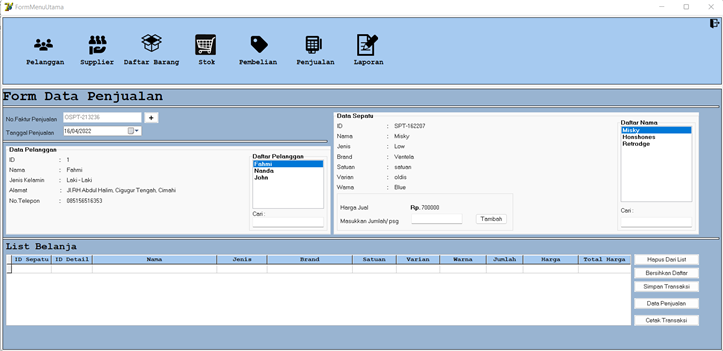 FormMenuUtama
Pelanggan Supplier Daftar Barang Stok Pembelian Penjualan Laporan
Form Data Penjualan
No.Faktur Penjualan OSPT-213236 +
Tanggal Penjualan 16/04/2022
Data Pelanggan
ID : 1
Nama : Fahmi
Jenis Kelamin : Laki - Laki
Alamat : Jl.RH.Abdul Halim, Cigugur Tengah, Cimahi
No Telepon : 085156516353
Daftar Pelanggan
Fahmi
Nanda
John
Cari :
Data Sepatu
ID : SPT-162207
Nama : Misky
Jenis : Low
Brand : Ventela
Satuan : satuan
Varian : oldis
Warna : Blue
Harga Jual Rp. 700000
Masukkan Jumlah/ psg Tambah
Daftar Nama
Misky
Honshones
Retrodge
Cari :
List Belanja
ID Sepatu ID Detail Nama Jenis Brand Satuan Varian Warna Jumlah Harga Total Harga
Hapus Dari List
Bersihkan Daftar
Simpan Transaksi
Data Penjualan
Cetak Transaksi